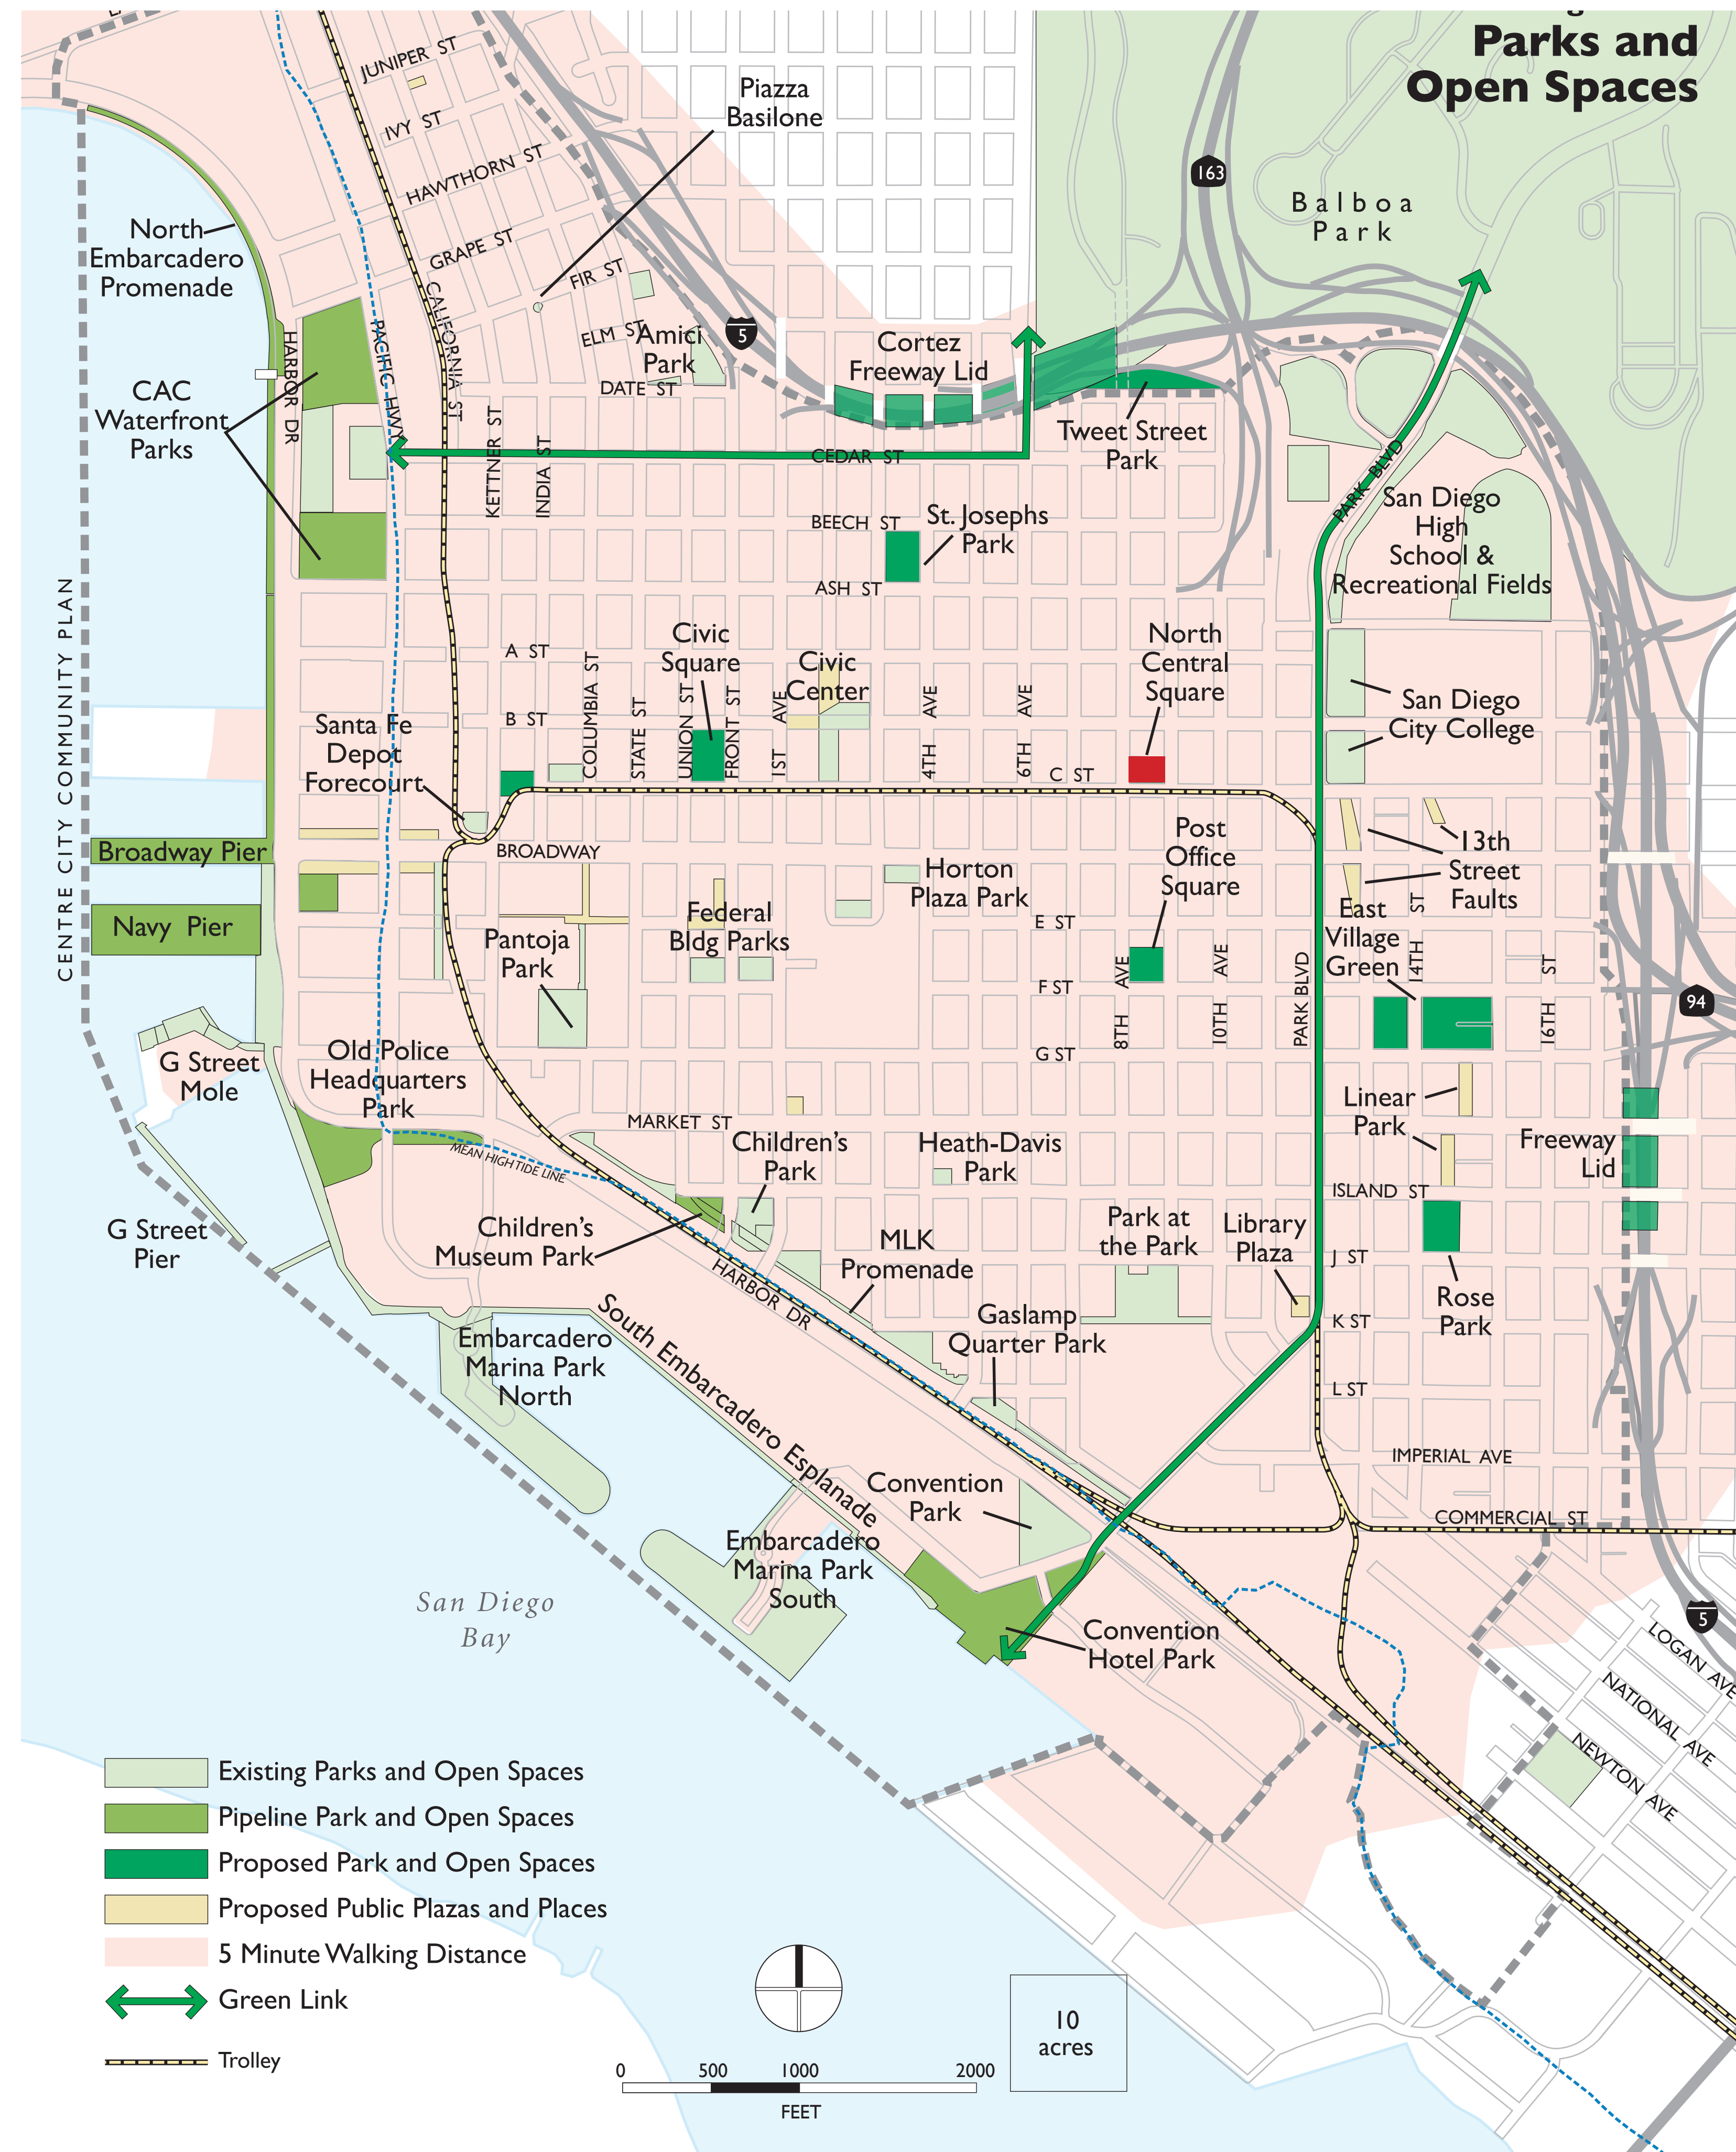 Parks and
Open Spaces
JUNIPER ST
IVY ST
HAWTHORN ST
GRAPE ST
FIR ST
ELM ST
DATE ST
Piazza
Basilone
163
Balboa
Park
North
Embarcadero
Promenade
CALIFORNIA ST
PACIFIC HWY
HARBOR DR
Amici
Park
5
Cortez
Freeway Lid
CAC
Waterfront
Parks
KETTNER ST
INDIA ST
CEDAR ST
Tweet Street
Park
PARK BLVD
San Diego
High
School &
Recreational Fields
BEECH ST
St. Josephs
Park
ASH ST
CENTRE CITY COMMUNITY PLAN
A ST
Civic
Square
Civic
Center
North
Central
Square
San Diego
City College
Santa Fe
Depot
Forecourt
B ST
COLUMBIA ST
STATE ST
UNION ST
FRONT ST
1ST AVE
4TH AVE
6TH AVE
C ST
Broadway Pier
BROADWAY
Post
Office
Square
13th
Street
Faults
Horton
Plaza Park
Navy Pier
Federal
Bldg Parks
E ST
East
Village
Green
14TH ST
Pantoja
Park
F ST
8TH AVE
10TH AVE
PARK BLVD
16TH ST
94
G ST
G Street
Mole
Old Police
Headquarters
Park
MARKET ST
Linear
Park
Freeway
Lid
MEAN HIGH TIDE LINE
Children's
Park
Heath-Davis
Park
ISLAND ST
G Street
Pier
Children's
Museum Park
MLK
Promenade
Park at
the Park
Library
Plaza
J ST
HARBOR DR
Rose
Park
Gaslamp
Quarter Park
K ST
Embarcadero
Marina Park
North
South Embarcadero Esplanade
L ST
IMPERIAL AVE
Convention
Park
COMMERCIAL ST
Embarcadero
Marina Park
South
San Diego
Bay
Convention
Hotel Park
5
LOGAN AVE
NATIONAL AVE
NEWTON AVE
Existing Parks and Open Spaces
Pipeline Park and Open Spaces
Proposed Park and Open Spaces
Proposed Public Plazas and Places
5 Minute Walking Distance
Green Link
Trolley
10
acres
0 500 1000 2000
FEET